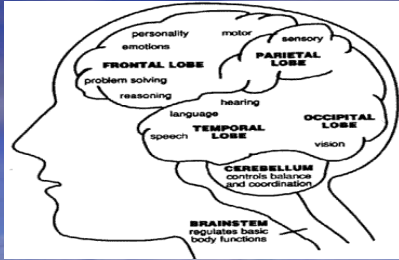 personality
emotions
motor
sensory
FRONTAL LOBE
PARIETAL
LOBE
problem solving
reasoning
hearing
language
speech
TEMPORAL
LOBE
OCCIPITAL
LOBE
vision
CEREBELLUM
controls balance
and coordination
BRAINSTEM
regulates basic
body functions